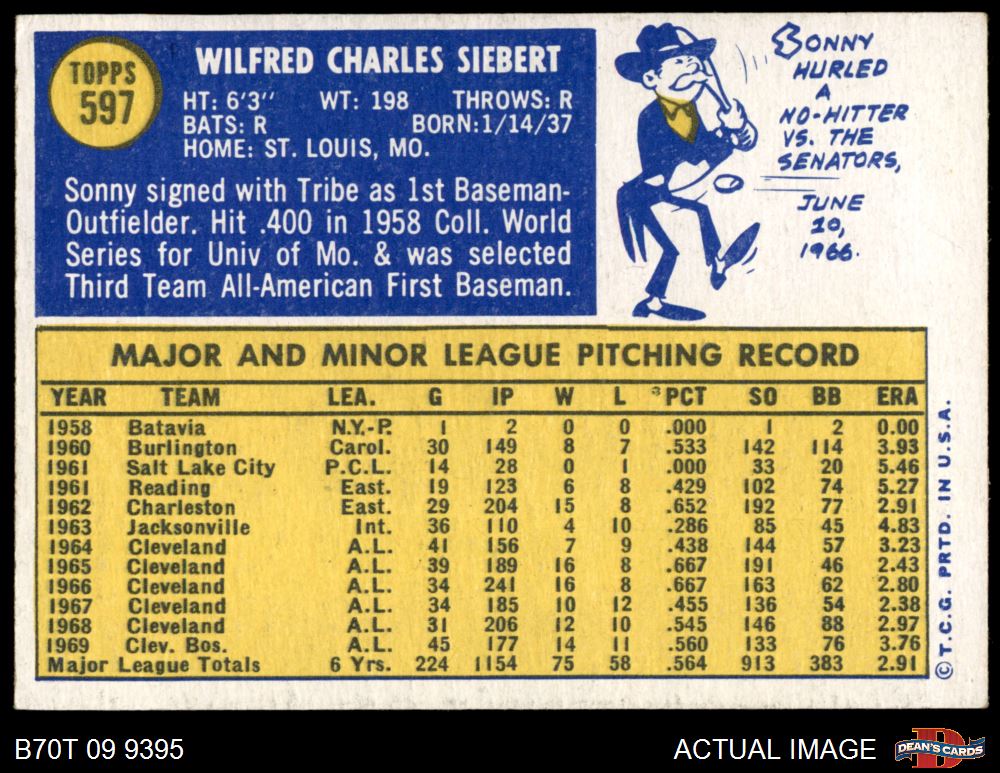 TOPPS
597
WILFRED CHARLES SIEBERT
HT: 6'3" WT: 198 THROWS: R
BATS: R BORN:1/14/37
HOME: ST. LOUIS, MO.
Sonny signed with Tribe as 1st Baseman-
Outfielder. Hit .400 in 1958 Coll. World
Series for Univ of Mo. & was selected
Third Team All-American First Baseman.
SONNY
HURLED
A
NO-HITTER
VS. THE
SENATORS,
JUNE
10,
1966.
MAJOR AND MINOR LEAGUE PITCHING RECORD
YEAR TEAM LEA. G IP W L PCT SO BB ERA
1958 Batavia N.Y.-P. 1 2 0 0 .000 1 2 0.00
1960 Burlington Carol. 30 149 8 7 .533 142 114 3.93
1961 Salt Lake City P.C.L. 14 28 0 1 .000 33 20 5.46
1961 Reading East. 19 123 6 8 .429 102 74 5.27
1962 Charleston East. 29 204 15 8 .652 192 77 2.91
1963 Jacksonville Int. 36 110 4 10 .286 85 45 4.83
1964 Cleveland A.L. 41 156 7 9 .438 144 57 3.23
1965 Cleveland A.L. 39 189 16 8 .667 191 46 2.43
1966 Cleveland A.L. 34 241 16 8 .667 163 62 2.80
1967 Cleveland A.L. 34 185 10 12 .455 136 54 2.38
1968 Cleveland A.L. 31 206 12 10 .545 146 88 2.97
1969 Clev. Bos. A.L. 45 177 14 11 .560 133 76 3.76
Major League Totals 6 Yrs. 224 1154 75 58 .564 913 383 2.91
© T.C.G. PRTD. IN U.S.A.
B70T 09 9395
ACTUAL IMAGE
D
DEAN'S CARDS